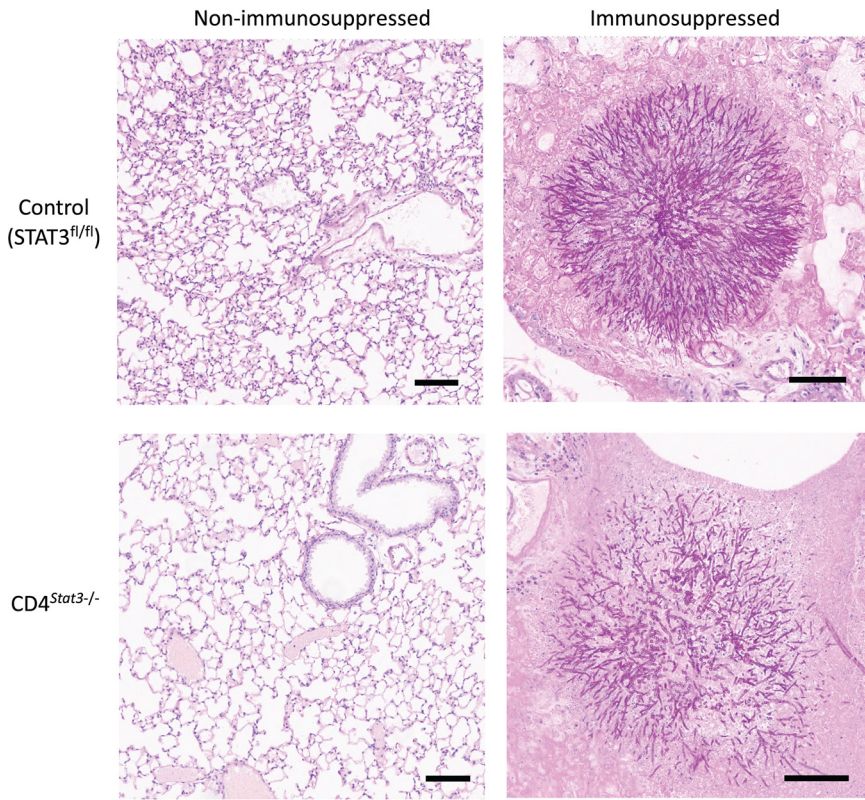 Non-immunosuppressed
Immunosuppressed
Control
(STAT3fl/fl)
CD4Stat3-/-